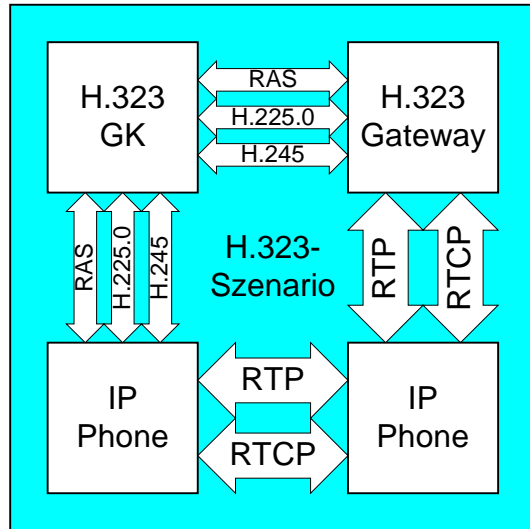 H.323
GK
RAS
H.225.0
H.245
H.323
Gateway
RAS
H.225.0
H.245
H.323-
Szenario
RTP
RTCP
IP
Phone
RTP
RTCP
IP
Phone